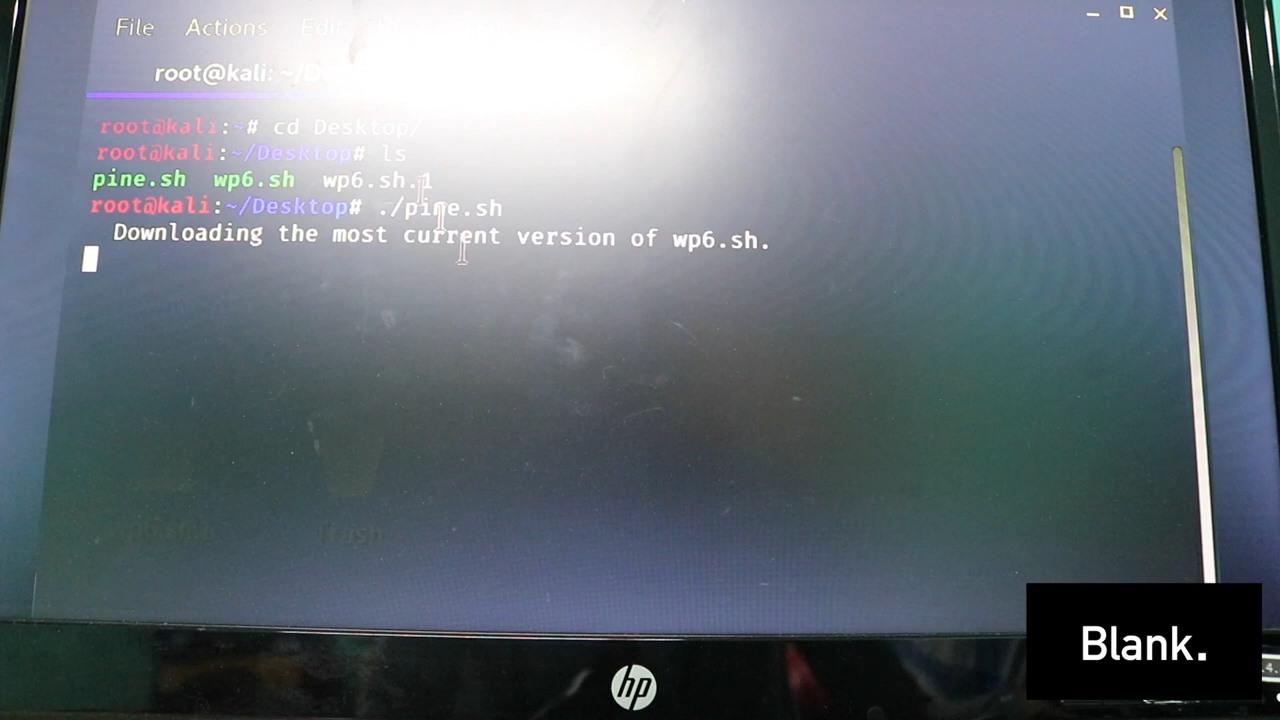 File Actions Edit
root@kali: ~/De
root@kali:~# cd Desktop/
root@kali:~/Desktop# ls
pine.sh wp6.sh wp6.sh.1
root@kali:~/Desktop# ./pine.sh
Downloading the most current version of wp6.sh.
Trash
hp
Blank.